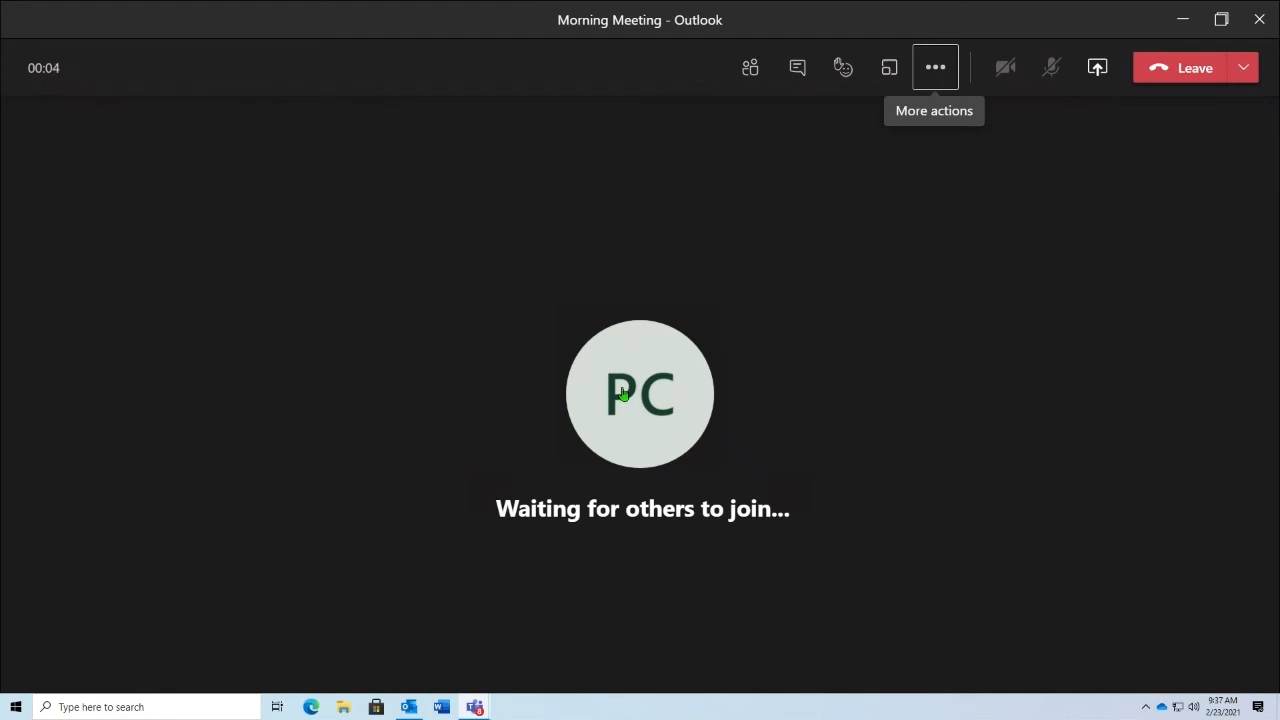 Morning Meeting - Outlook
00:04
Leave
More actions
PC
Waiting for others to join...
Type here to search
8
9:37 AM
2/23/2021